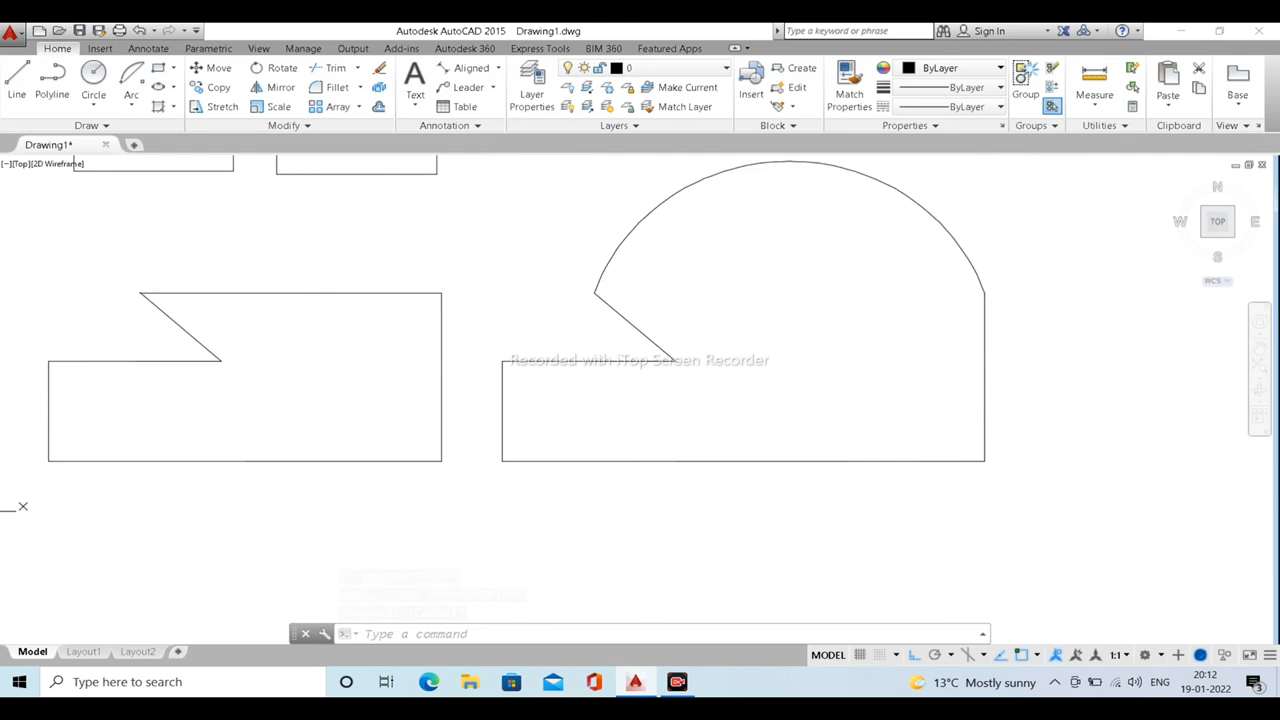 Autodesk AutoCAD 2015 Drawing1.dwg
Type a keyword or phrase
Sign In
Home Insert Annotate Parametric View Manage Output Add-ins Autodesk 360 Express Tools BIM 360 Featured Apps
Line
Polyline
Circle
Arc
Draw
Move
Rotate
Trim
Copy
Mirror
Fillet
Stretch
Scale
Array
Modify
Text
Aligned
Leader
Table
Annotation
Layer
Properties
0
Make Current
Match Layer
Layers
Insert
Create
Edit
Block
Match
Properties
ByLayer
ByLayer
ByLayer
Properties
Group
Groups
Measure
Utilities
Paste
Clipboard
Base
View
Drawing1*
[−][Top][2D Wireframe]
N
W TOP E
S
WCS
Recorded with iTop Screen Recorder
Type a command
Model Layout1 Layout2
MODEL 1:1
Type here to search
13°C Mostly sunny
ENG
20:12
19-01-2022
3